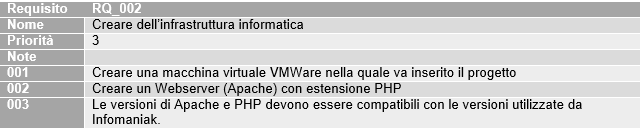 Requisito RQ_002
Nome Creare dell'infrastruttura informatica
Priorità 3
Note
001 Creare una macchina virtuale VMWare nella quale va inserito il progetto
002 Creare un Webserver (Apache) con estensione PHP
003 Le versioni di Apache e PHP devono essere compatibili con le versioni utilizzate da
Infomaniak.